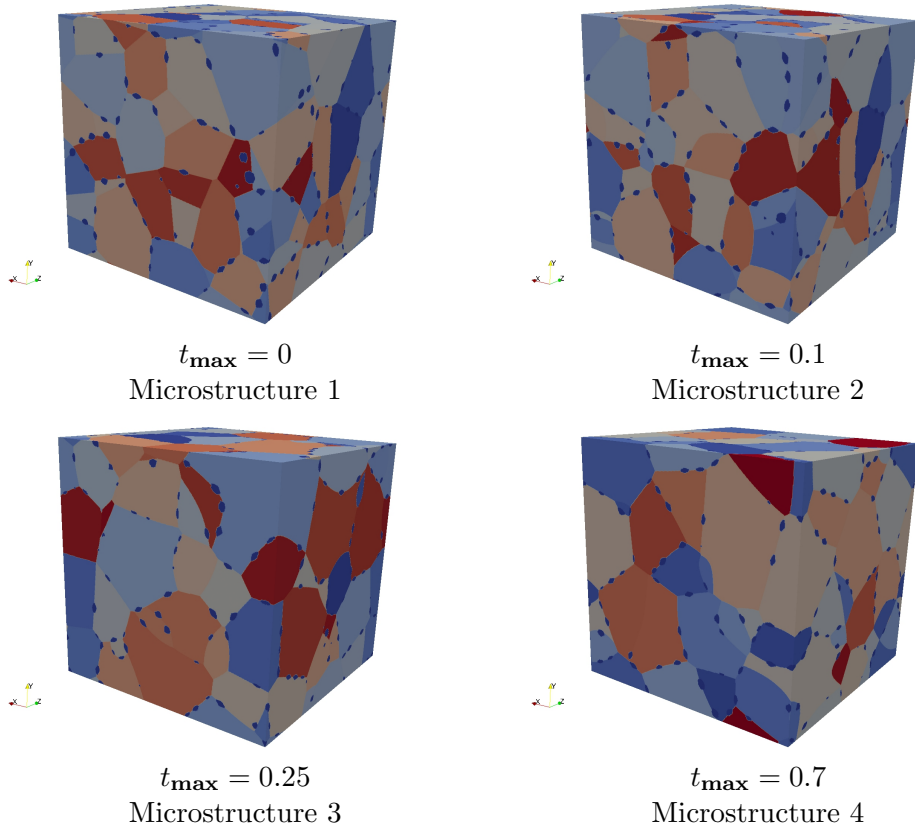 Y
X Z
Y
X Z
t_max = 0
Microstructure 1
t_max = 0.1
Microstructure 2
Y
X Z
Y
X Z
t_max = 0.25
Microstructure 3
t_max = 0.7
Microstructure 4